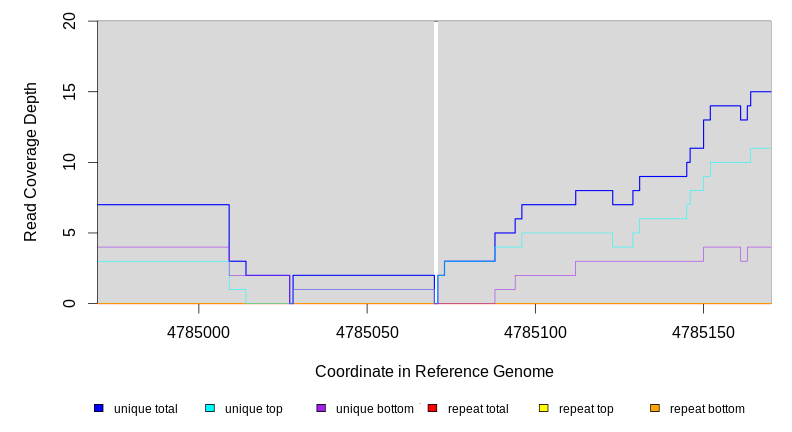 20
15
10
5
0
Read Coverage Depth
4785000 4785050 4785100 4785150
Coordinate in Reference Genome
unique total unique top unique bottom repeat total repeat top repeat bottom